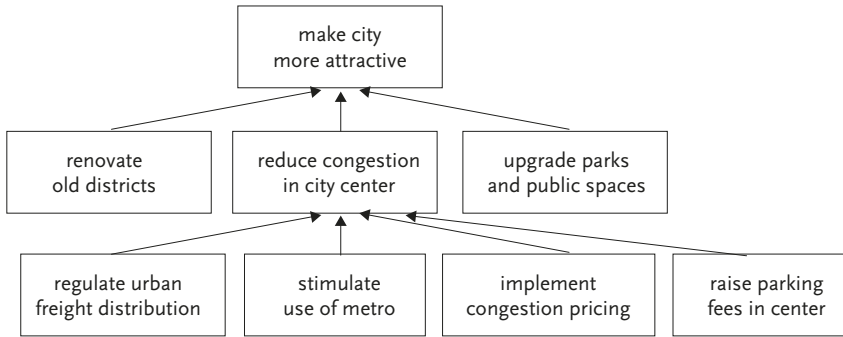 make city
more attractive
renovate
old districts
reduce congestion
in city center
upgrade parks
and public spaces
regulate urban
freight distribution
stimulate
use of metro
implement
congestion pricing
raise parking
fees in center